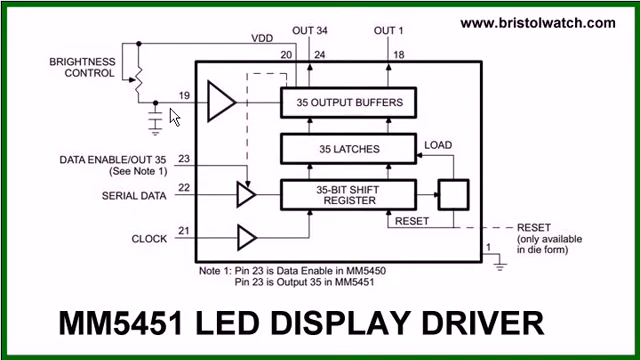 www.bristolwatch.com
OUT 34
OUT 1
VDD
20
24
18
BRIGHTNESS
CONTROL
19
35 OUTPUT BUFFERS
35 LATCHES
LOAD
DATA ENABLE/OUT 35
(See Note 1)
23
SERIAL DATA
22
35-BIT SHIFT
REGISTER
RESET
CLOCK
21
RESET
(only available
in die form)
1
Note 1: Pin 23 is Data Enable in MM5450
Pin 23 is Output 35 in MM5451
MM5451 LED DISPLAY DRIVER